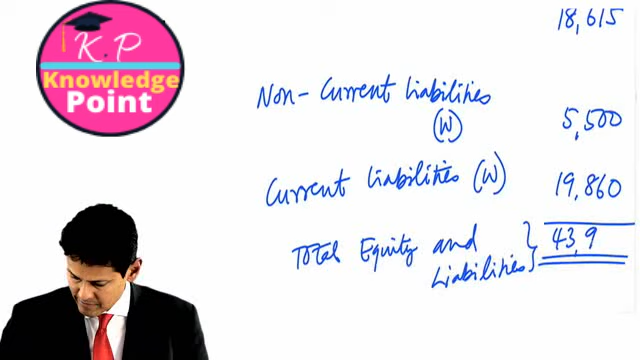 K.P
Knowledge
Point
18,615
Non-Current Liabilities
(W) 5,500
Current Liabilities (W) 19,860
Total Equity and 43,9
Liabilities